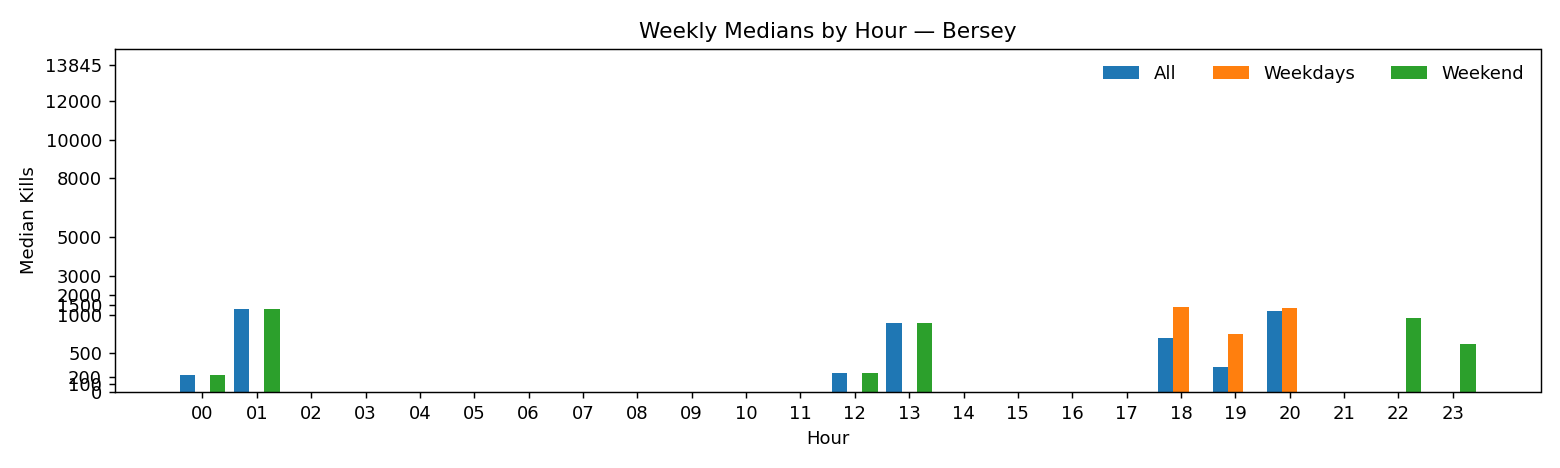 Weekly Medians by Hour — Bersey
All Weekdays Weekend
Median Kills
13845
12000
10000
8000
5000
3000
2000
1500
1000
500
200
100
0
00 01 02 03 04 05 06 07 08 09 10 11 12 13 14 15 16 17 18 19 20 21 22 23
Hour